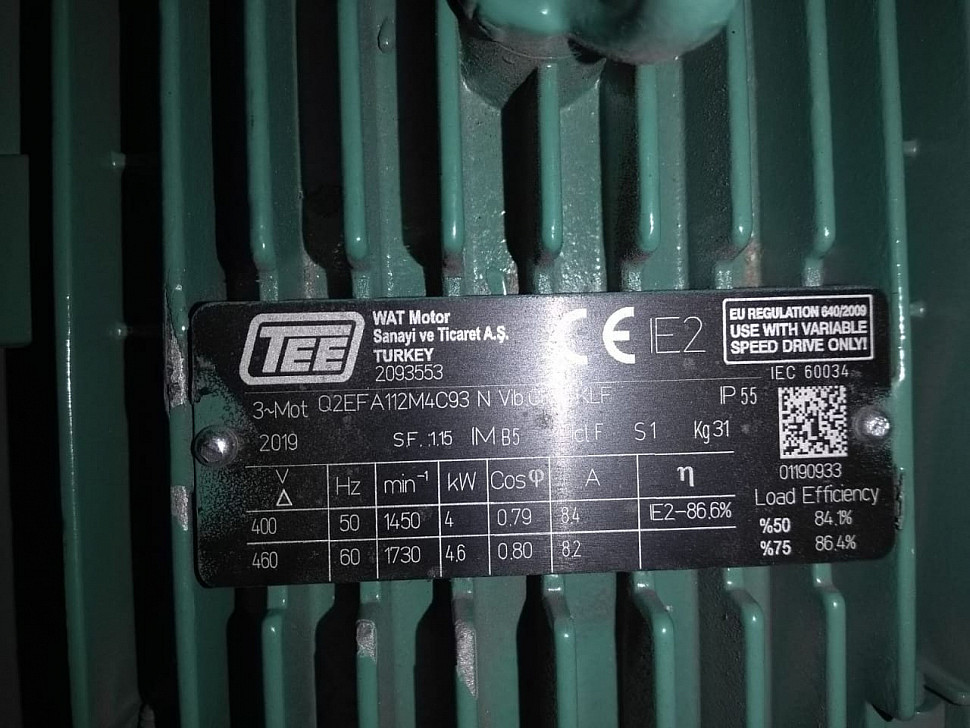 TEE
WAT Motor
Sanayi ve Ticaret A.Ş.
TURKEY
2093553
CE IE2
EU REGULATION 640/2009
USE WITH VARIABLE
SPEED DRIVE ONLY!
IEC 60034
3~Mot Q2EFA112M4C93 N KLF IP 55
2019 SF. :1.15 IM B5 Icl.F S1 Kg 31
V Δ Hz min⁻¹ kW Cosφ A η
400 50 1450 4 0.79 8.4 IE2-86.6%
460 60 1730 4.6 0.80 8.2
01190933
Load Efficiency
%50 84.1%
%75 86.4%